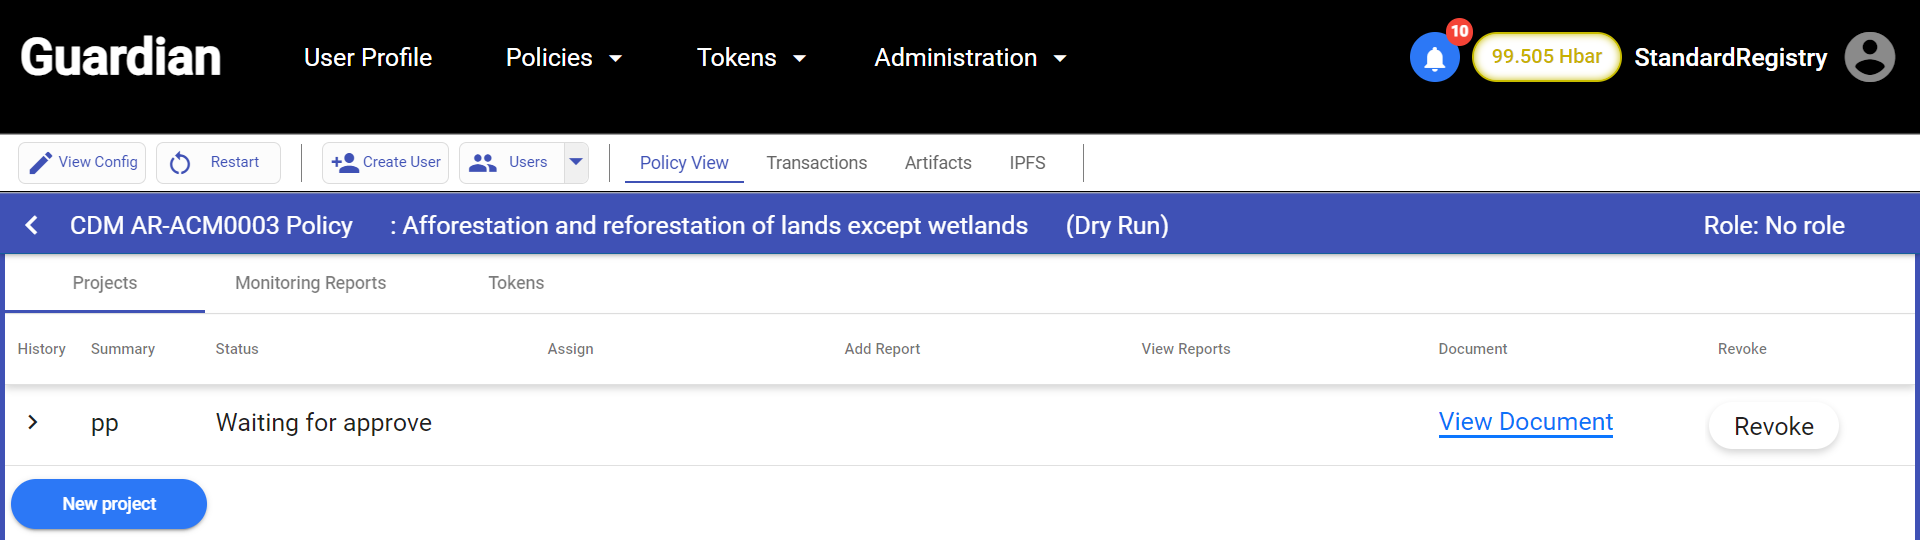 Guardian User Profile Policies Tokens Administration 10 99.505 Hbar StandardRegistry
View Config Restart Create User Users Policy View Transactions Artifacts IPFS
CDM AR-ACM0003 Policy : Afforestation and reforestation of lands except wetlands (Dry Run) Role: No role
Projects Monitoring Reports Tokens
History Summary Status Assign Add Report View Reports Document Revoke
pp Waiting for approve View Document Revoke
New project